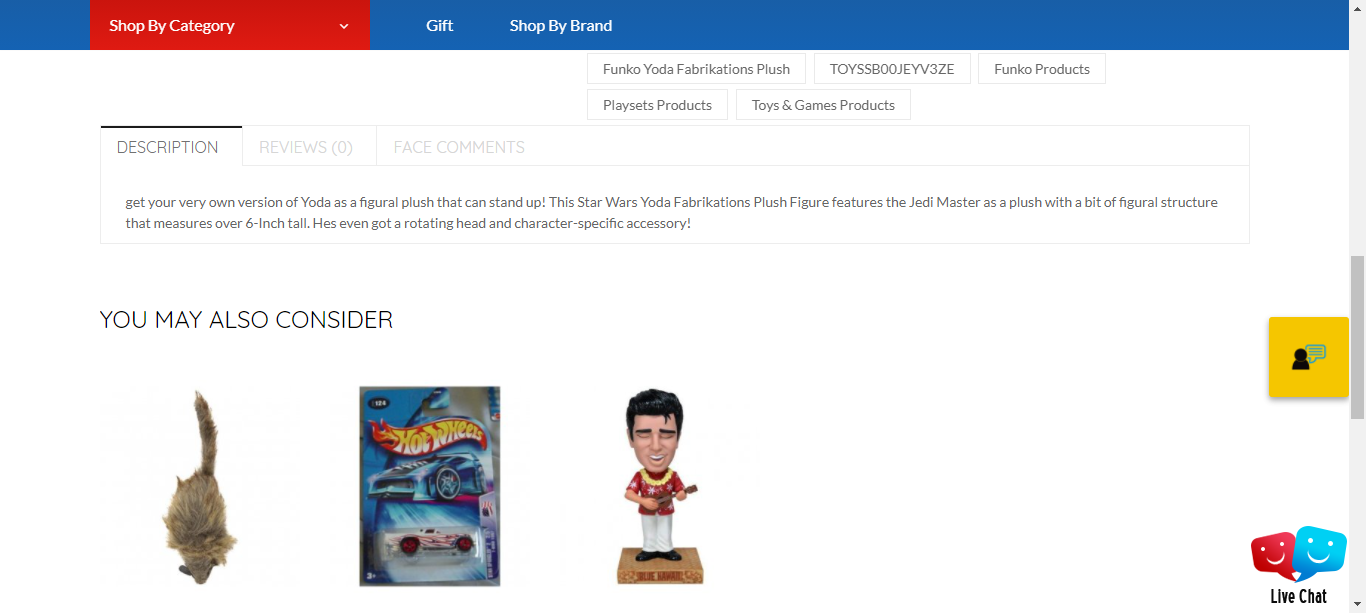 Shop By Category
Gift
Shop By Brand
Funko Yoda Fabrikations Plush
TOYSSB00JEYV3ZE
Funko Products
Playsets Products
Toys & Games Products
DESCRIPTION
REVIEWS (0)
FACE COMMENTS
get your very own version of Yoda as a figural plush that can stand up! This Star Wars Yoda Fabrikations Plush Figure features the Jedi Master as a plush with a bit of figural structure
that measures over 6-Inch tall. Hes even got a rotating head and character-specific accessory!
YOU MAY ALSO CONSIDER
124
HOT WHEELS
BLUE HAWAII
Live Chat